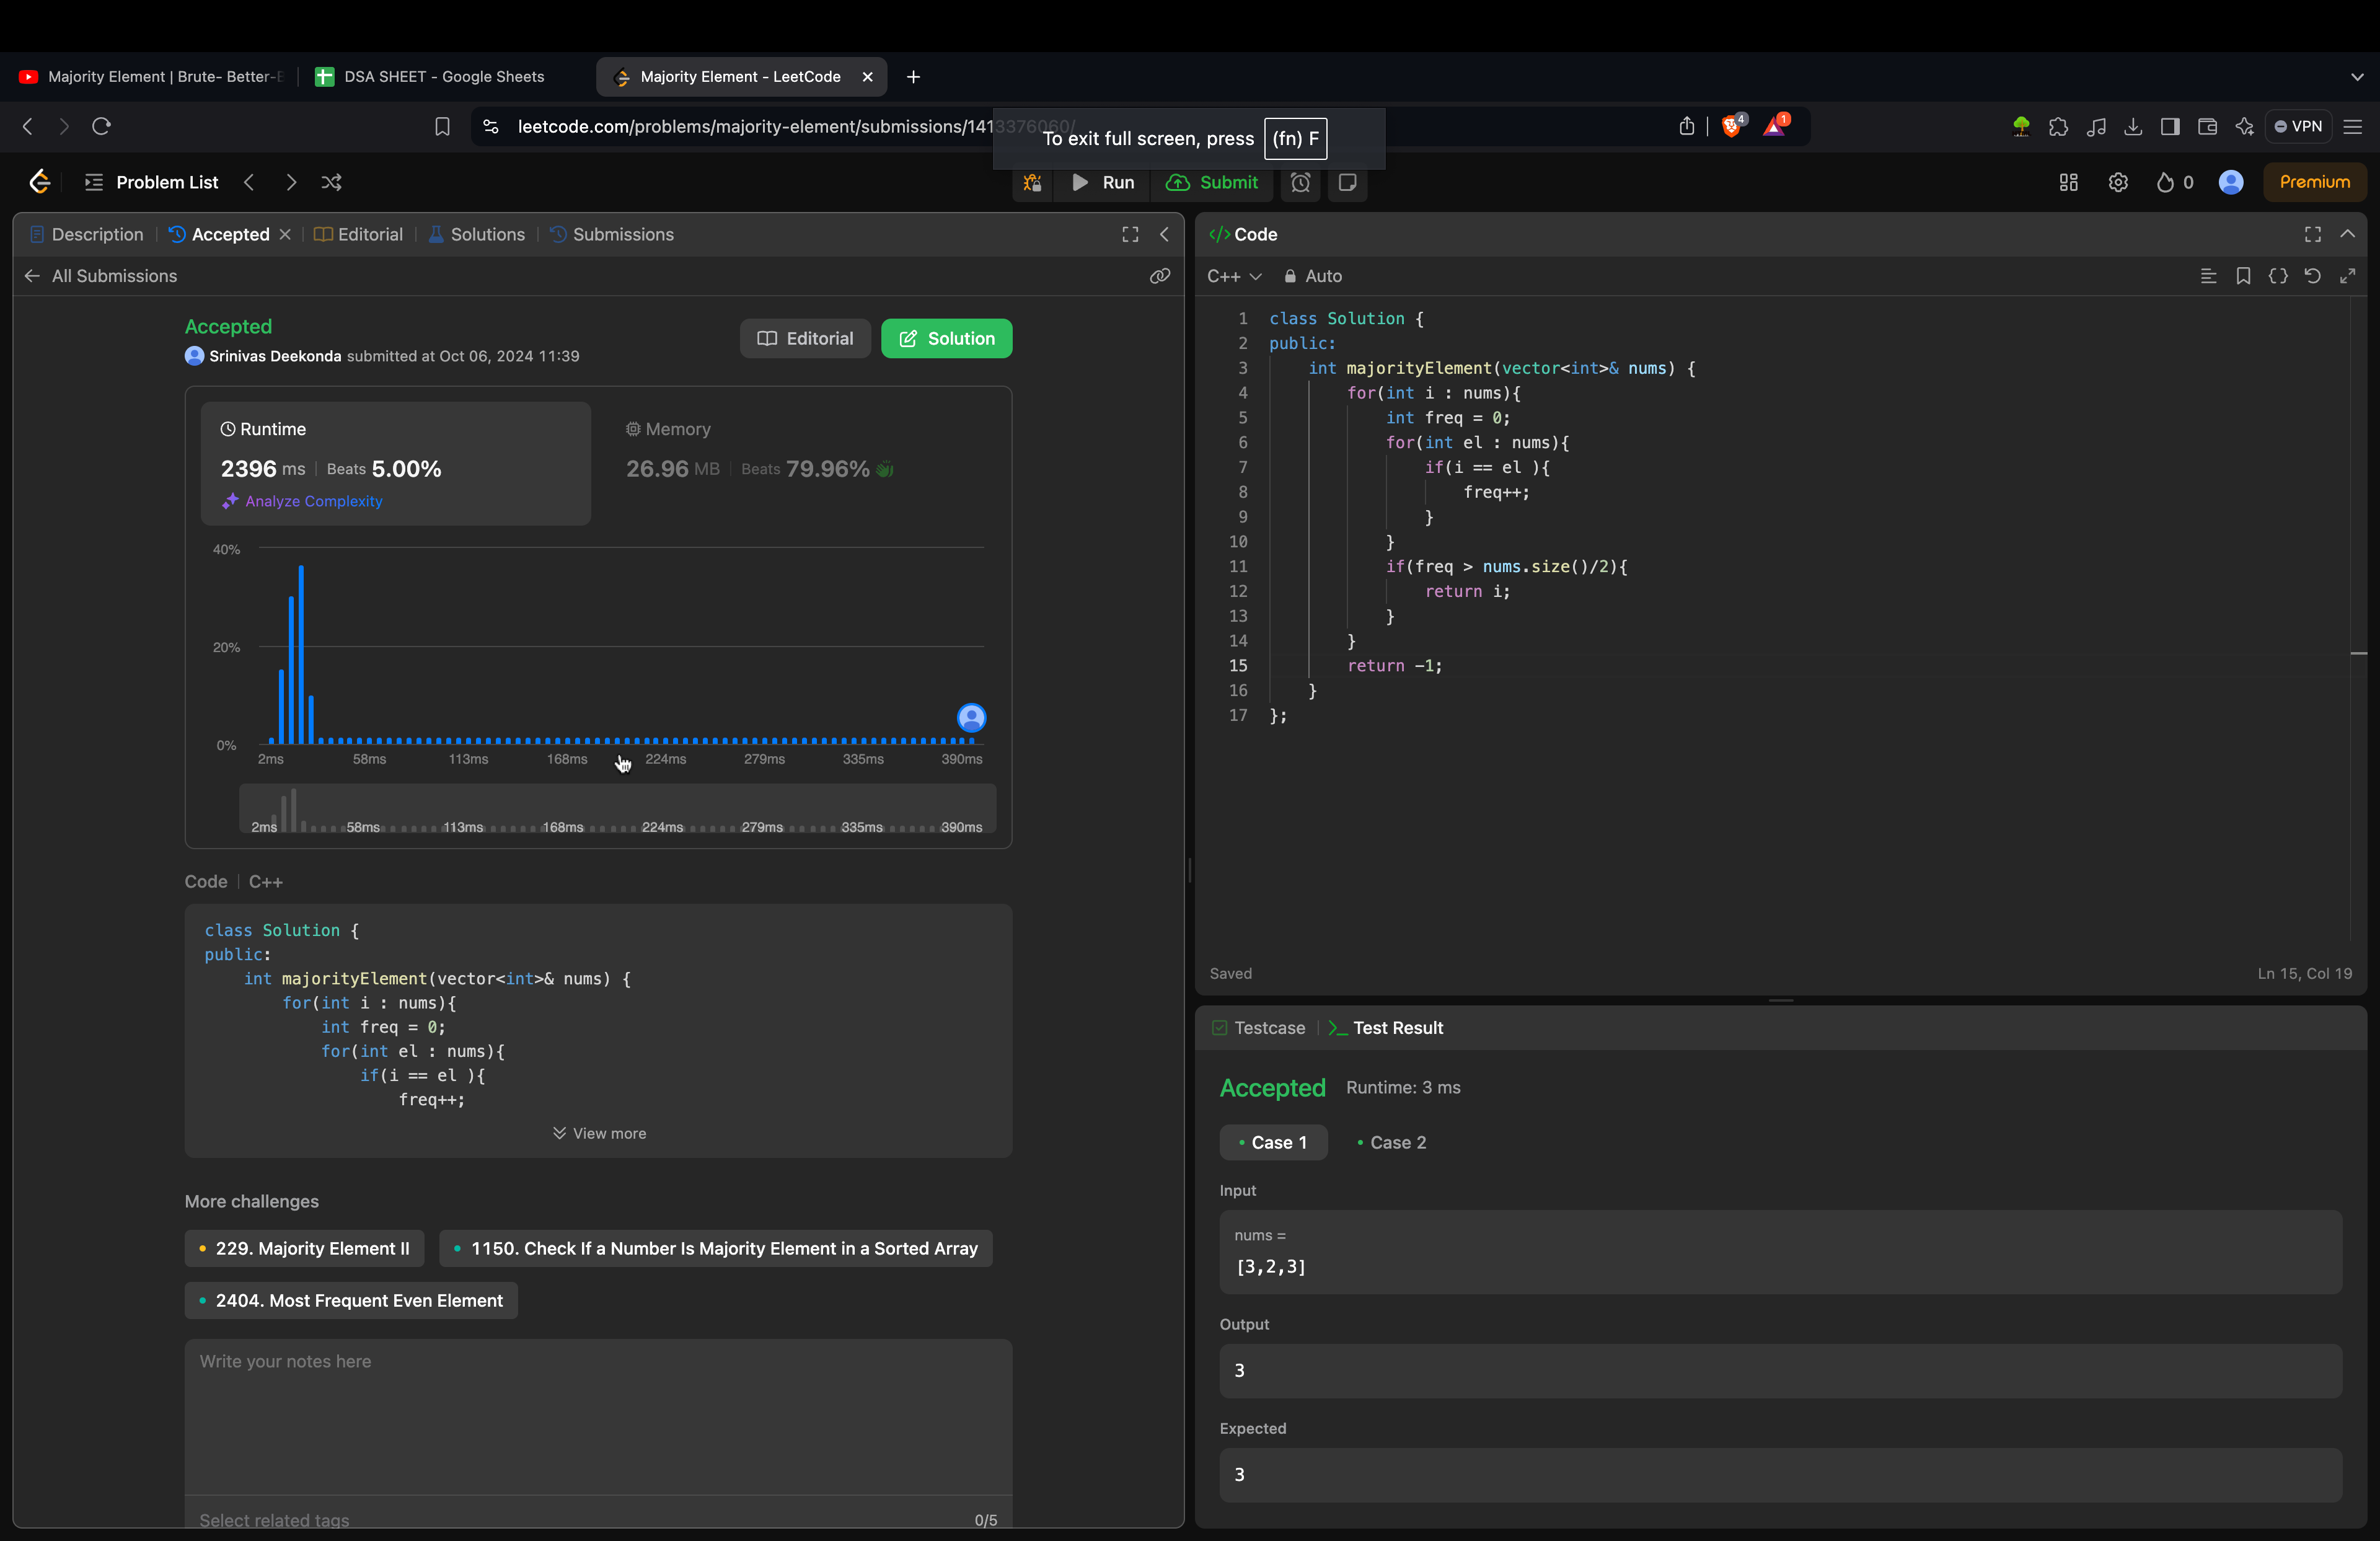 Majority Element | Brute- Better-
DSA SHEET - Google Sheets
Majority Element - LeetCode
leetcode.com/problems/majority-element/submissions/1413376060/
To exit full screen, press (fn) F
4
1
VPN
Problem List
Run
Submit
0
Premium
Description
Accepted
Editorial
Solutions
Submissions
All Submissions
Accepted
Srinivas Deekonda submitted at Oct 06, 2024 11:39
Editorial
Solution
Runtime
2396 ms | Beats 5.00%
Analyze Complexity
Memory
26.96 MB | Beats 79.96%
40%
20%
0%
2ms 58ms 113ms 168ms 224ms 279ms 335ms 390ms
2ms 58ms 113ms 168ms 224ms 279ms 335ms 390ms
Code | C++
class Solution {
public:
    int majorityElement(vector<int>& nums) {
        for(int i : nums){
            int freq = 0;
            for(int el : nums){
                if(i == el ){
                    freq++;
View more
More challenges
229. Majority Element II
1150. Check If a Number Is Majority Element in a Sorted Array
2404. Most Frequent Even Element
Write your notes here
Select related tags
0/5
</> Code
C++
Auto
1 class Solution {
2 public:
3     int majorityElement(vector<int>& nums) {
4         for(int i : nums){
5             int freq = 0;
6             for(int el : nums){
7                 if(i == el ){
8                     freq++;
9                 }
10             }
11             if(freq > nums.size()/2){
12                 return i;
13             }
14         }
15         return -1;
16     }
17 };
Saved
Ln 15, Col 19
Testcase
>_ Test Result
Accepted
Runtime: 3 ms
Case 1
Case 2
Input
nums =
[3,2,3]
Output
3
Expected
3